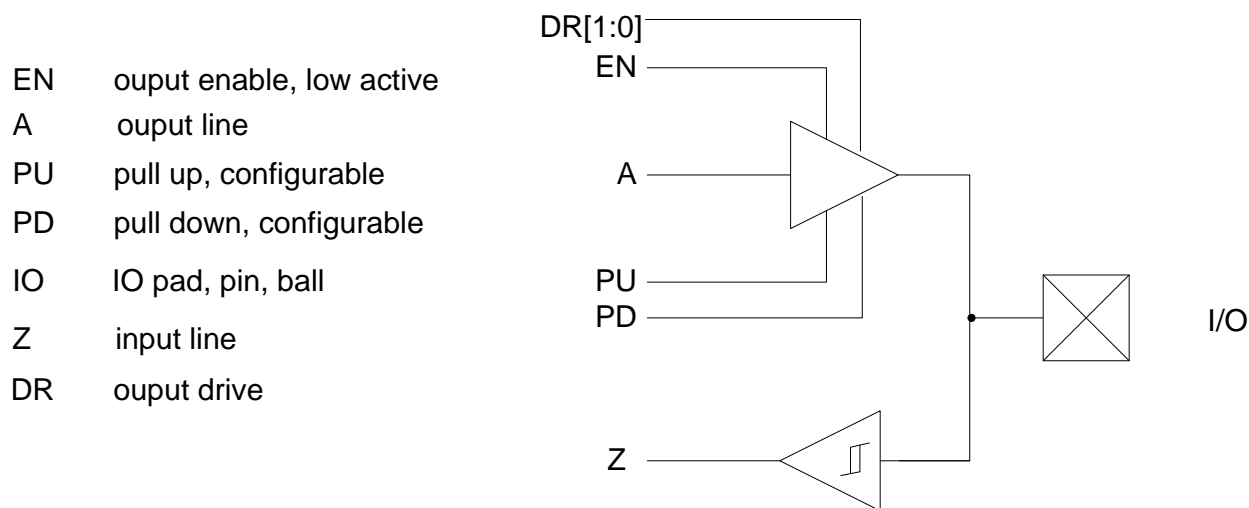 EN ouput enable, low active
A ouput line
PU pull up, configurable
PD pull down, configurable
IO IO pad, pin, ball
Z input line
DR ouput drive
DR[1:0]
EN
A
PU
PD
I/O
Z